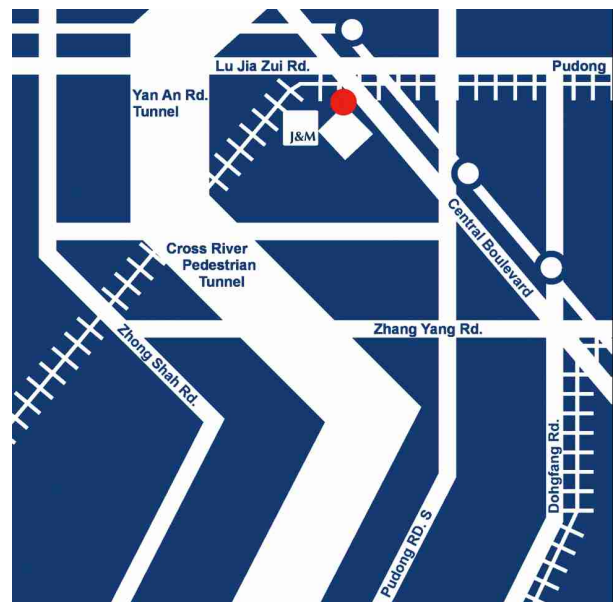 Lu Jia Zui Rd.
Pudong
Yan An Rd.
Tunnel
J&M
Cross River
Pedestrian
Tunnel
Central Boulevard
Zhong Shah Rd.
Zhang Yang Rd.
Dohgfang Rd.
Pudong RD. S